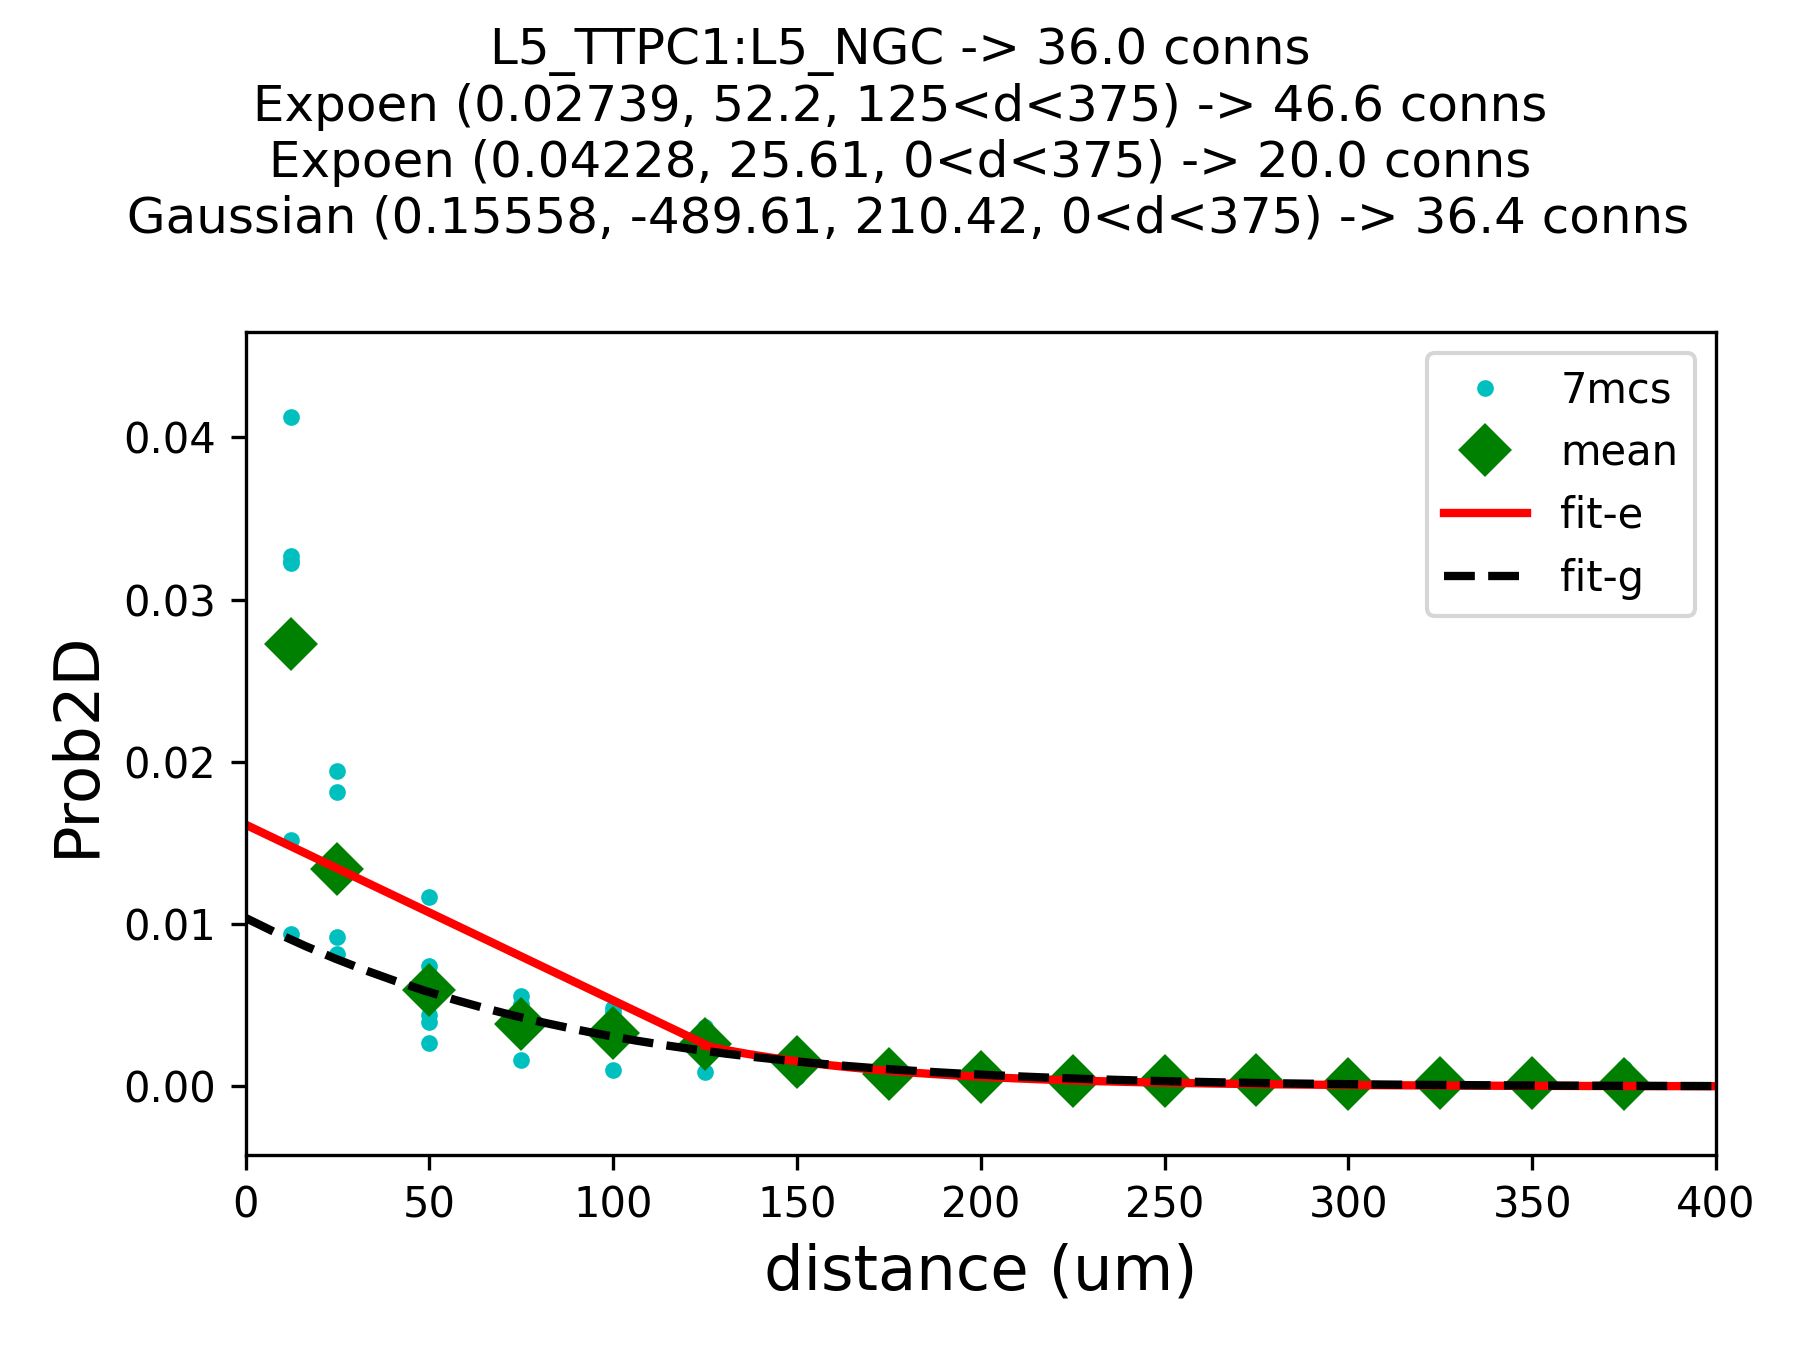 L5_TTPC1:L5_NGC -> 36.0 conns
Expoen (0.02739, 52.2, 125<d<375) -> 46.6 conns
Expoen (0.04228, 25.61, 0<d<375) -> 20.0 conns
Gaussian (0.15558, -489.61, 210.42, 0<d<375) -> 36.4 conns
7mcs
mean
fit-e
fit-g
Prob2D
0.04
0.03
0.02
0.01
0.00
0 50 100 150 200 250 300 350 400
distance (um)